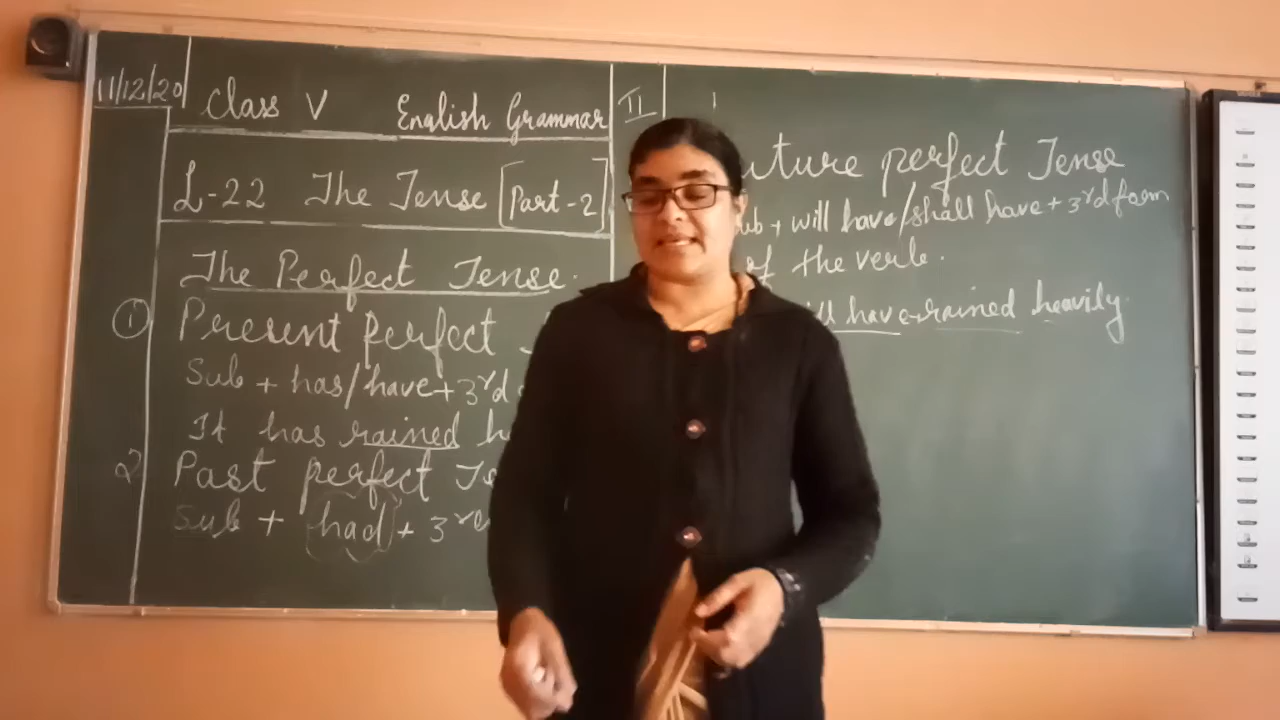 11/12/20
Class V English Grammar
L-22 The Tense [Part-2]
The Perfect Tense.
① Present perfect
Sub + has/have + 3rd
It has rained
2 Past perfect
Sub + had + 3rd
II
uture perfect Tense
ub + will have/shall have + 3rd form
of the verb.
ll have rained heavily.